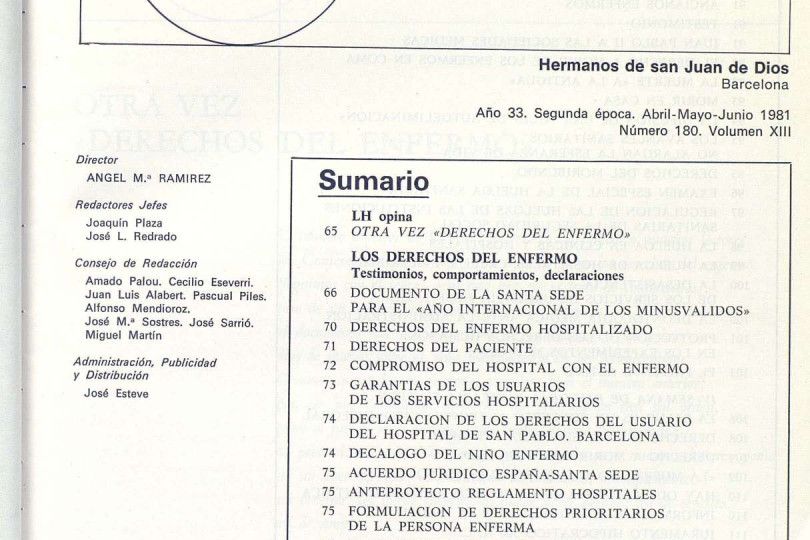 Hermanos de san Juan de Dios
Barcelona
Año 33. Segunda época. Abril-Mayo-Junio 1981
Número 180. Volumen XIII
Director
ANGEL M.ª RAMIREZ
Redactores Jefes
Joaquín Plaza
José L. Redrado
Consejo de Redacción
Amado Palou. Cecilio Eseverri.
Juan Luis Alabert. Pascual Piles.
Alfonso Mendioroz.
José M.ª Sostres. José Sarrió.
Miguel Martín
Administración, Publicidad
y Distribución
José Esteve
Sumario
LH opina
65 OTRA VEZ «DERECHOS DEL ENFERMO»
LOS DERECHOS DEL ENFERMO
Testimonios, comportamientos, declaraciones
66 DOCUMENTO DE LA SANTA SEDE
PARA EL «AÑO INTERNACIONAL DE LOS MINUSVALIDOS»
70 DERECHOS DEL ENFERMO HOSPITALIZADO
71 DERECHOS DEL PACIENTE
72 COMPROMISO DEL HOSPITAL CON EL ENFERMO
73 GARANTIAS DE LOS USUARIOS
DE LOS SERVICIOS HOSPITALARIOS
74 DECLARACION DE LOS DERECHOS DEL USUARIO
DEL HOSPITAL DE SAN PABLO. BARCELONA
74 DECALOGO DEL NIÑO ENFERMO
75 ACUERDO JURIDICO ESPAÑA-SANTA SEDE
75 ANTEPROYECTO REGLAMENTO HOSPITALES
75 FORMULACION DE DERECHOS PRIORITARIOS
DE LA PERSONA ENFERMA